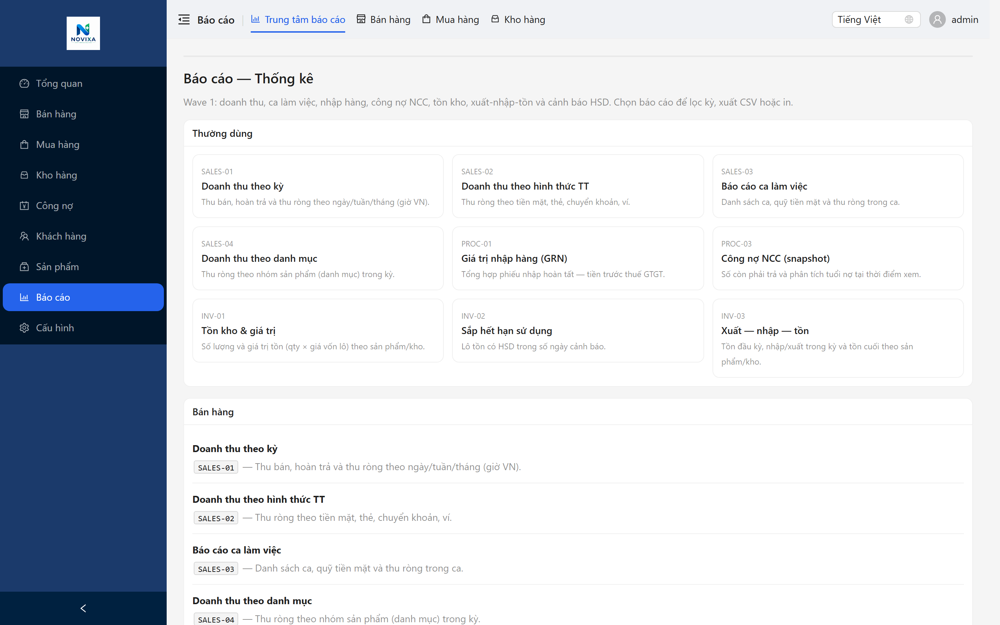 NOVIXA
Tổng quan
Bán hàng
Mua hàng
Kho hàng
Công nợ
Khách hàng
Sản phẩm
Báo cáo
Cấu hình
Báo cáo
Trung tâm báo cáo
Bán hàng
Mua hàng
Kho hàng
Tiếng Việt
admin
Báo cáo — Thống kê
Wave 1: doanh thu, ca làm việc, nhập hàng, công nợ NCC, tồn kho, xuất-nhập-tồn và cảnh báo HSD. Chọn báo cáo để lọc kỳ, xuất CSV hoặc in.
Thường dùng
SALES-01
Doanh thu theo kỳ
Thu bán, hoàn trả và thu ròng theo ngày/tuần/tháng (giờ VN).
SALES-02
Doanh thu theo hình thức TT
Thu ròng theo tiền mặt, thẻ, chuyển khoản, ví.
SALES-03
Báo cáo ca làm việc
Danh sách ca, quỹ tiền mặt và thu ròng trong ca.
SALES-04
Doanh thu theo danh mục
Thu ròng theo nhóm sản phẩm (danh mục) trong kỳ.
PROC-01
Giá trị nhập hàng (GRN)
Tổng hợp phiếu nhập hoàn tất — tiền trước thuế GTGT.
PROC-03
Công nợ NCC (snapshot)
Số còn phải trả và phân tích tuổi nợ tại thời điểm xem.
INV-01
Tồn kho & giá trị
Số lượng và giá trị tồn (qty × giá vốn lô) theo sản phẩm/kho.
INV-02
Sắp hết hạn sử dụng
Lô tồn có HSD trong số ngày cảnh báo.
INV-03
Xuất — nhập — tồn
Tồn đầu kỳ, nhập/xuất trong kỳ và tồn cuối theo sản
phẩm/kho.
Bán hàng
Doanh thu theo kỳ
SALES-01 — Thu bán, hoàn trả và thu ròng theo ngày/tuần/tháng (giờ VN).
Doanh thu theo hình thức TT
SALES-02 — Thu ròng theo tiền mặt, thẻ, chuyển khoản, ví.
Báo cáo ca làm việc
SALES-03 — Danh sách ca, quỹ tiền mặt và thu ròng trong ca.
Doanh thu theo danh mục
SALES-04 — Thu ròng theo nhóm sản phẩm (danh mục) trong kỳ.